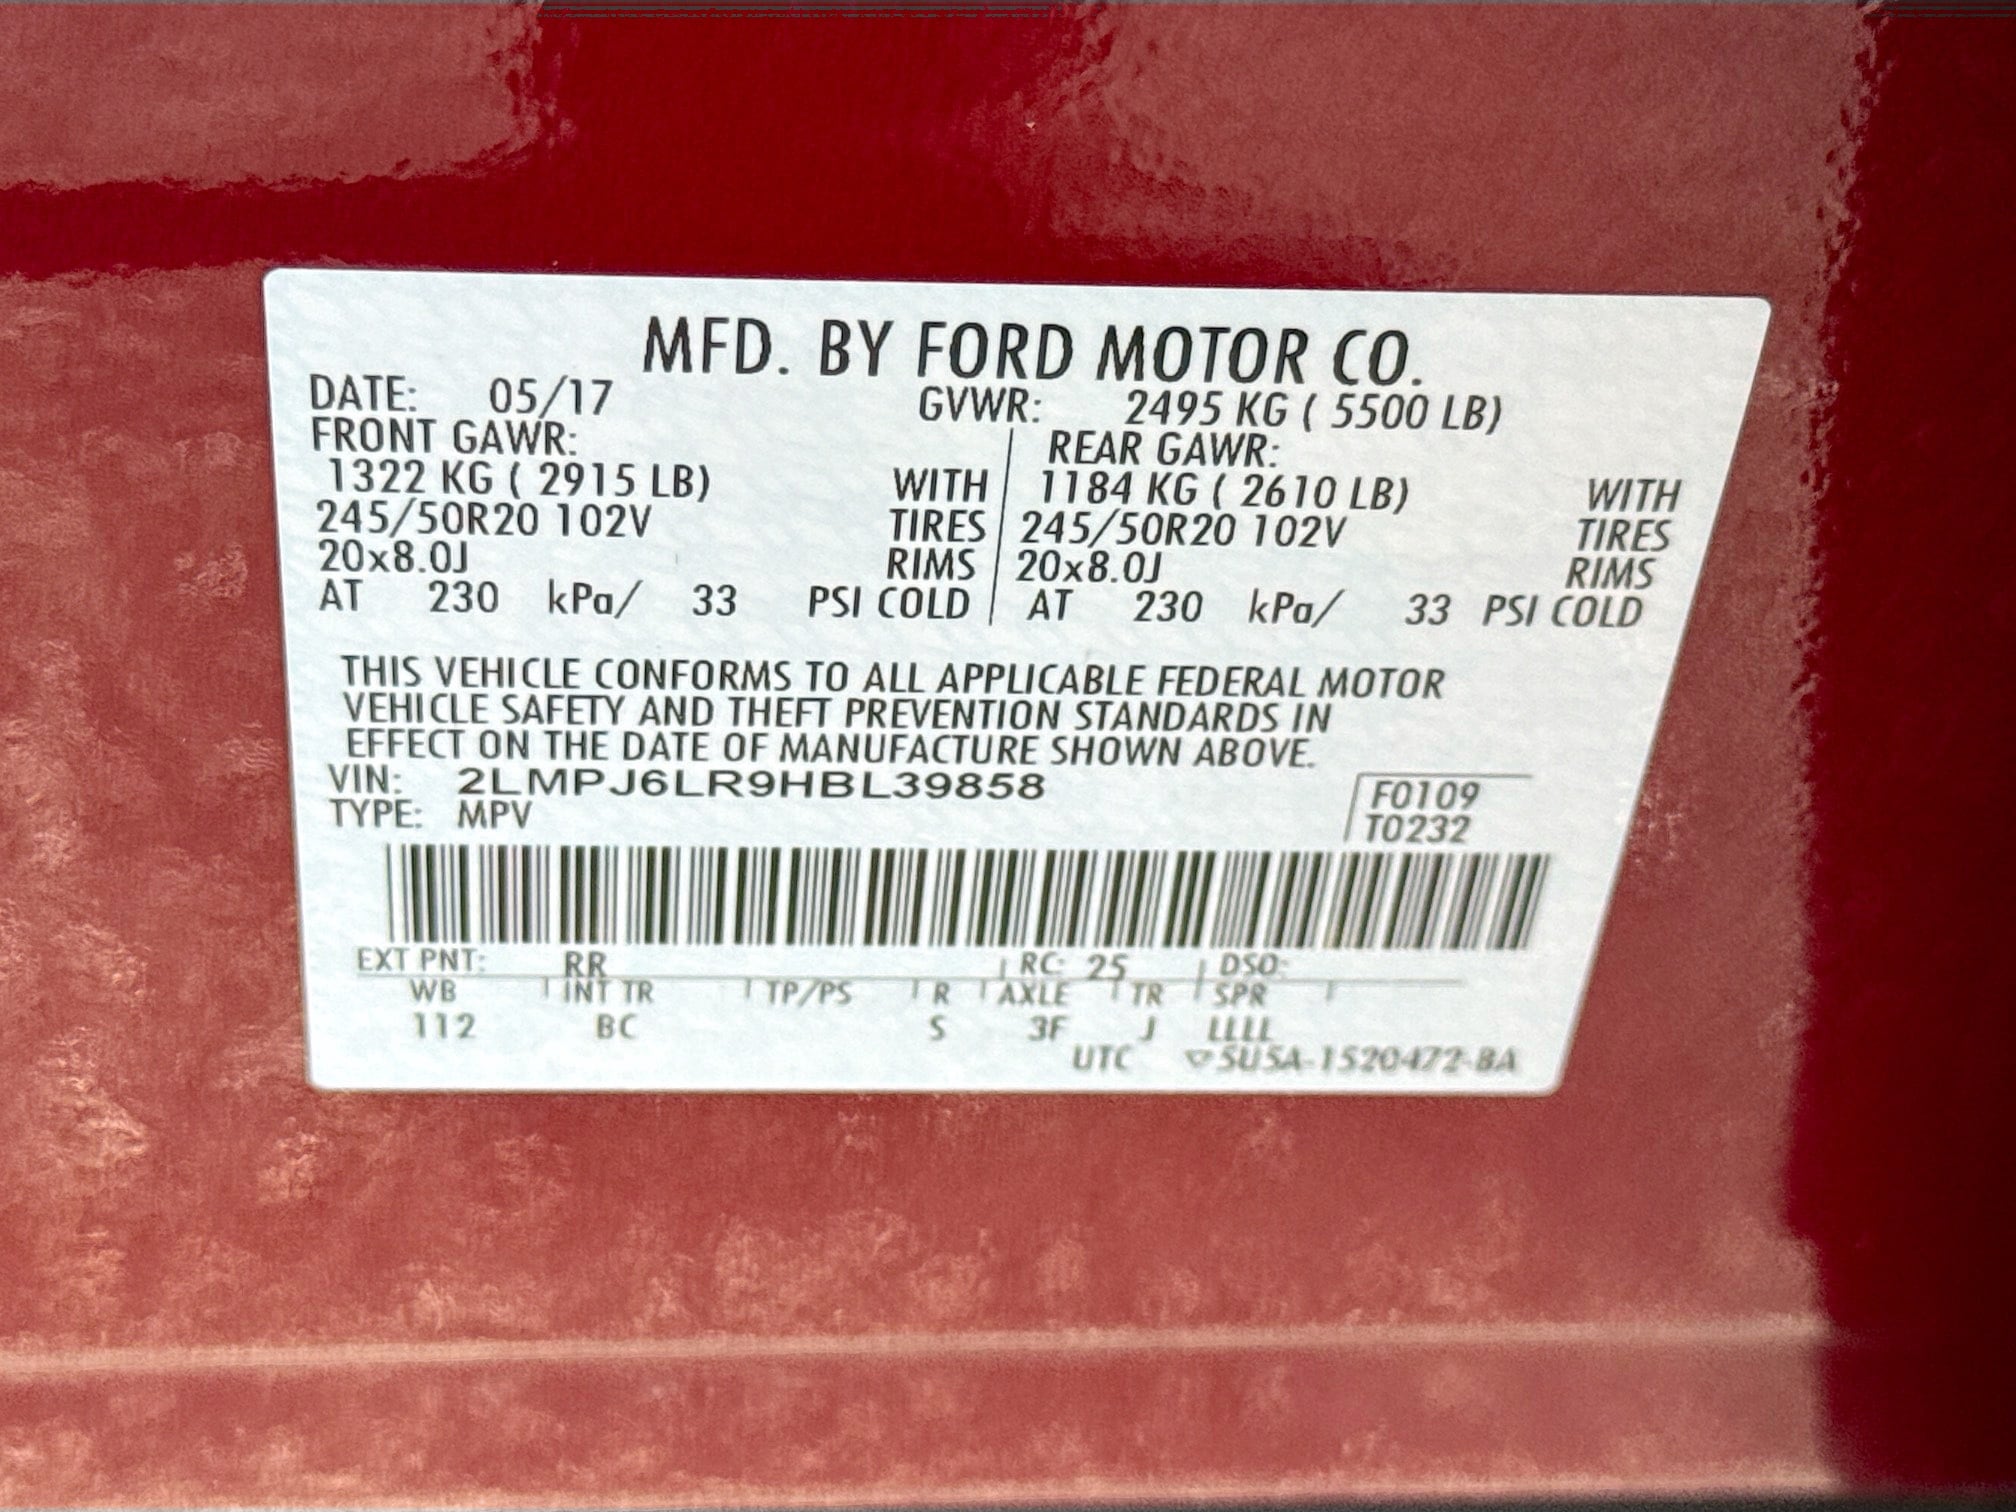 MFD. BY FORD MOTOR CO.
DATE: 05/17 GVWR: 2495 KG ( 5500 LB)
FRONT GAWR: REAR GAWR:
1322 KG ( 2915 LB) WITH 1184 KG ( 2610 LB) WITH
245/50R20 102V TIRES 245/50R20 102V TIRES
20x8.0J RIMS 20x8.0J RIMS
AT 230 kPa/ 33 PSI COLD AT 230 kPa/ 33 PSI COLD
THIS VEHICLE CONFORMS TO ALL APPLICABLE FEDERAL MOTOR
VEHICLE SAFETY AND THEFT PREVENTION STANDARDS IN
EFFECT ON THE DATE OF MANUFACTURE SHOWN ABOVE.
VIN: 2LMPJ6LR9HBL39858 F0109
TYPE: MPV T0232
EXT PNT: RR RC: 25 DSO:
WB INT TR TP/PS R AXLE TR SPR
112 BC S 3F J LLLL
UTC 5U5A-1520472-BA